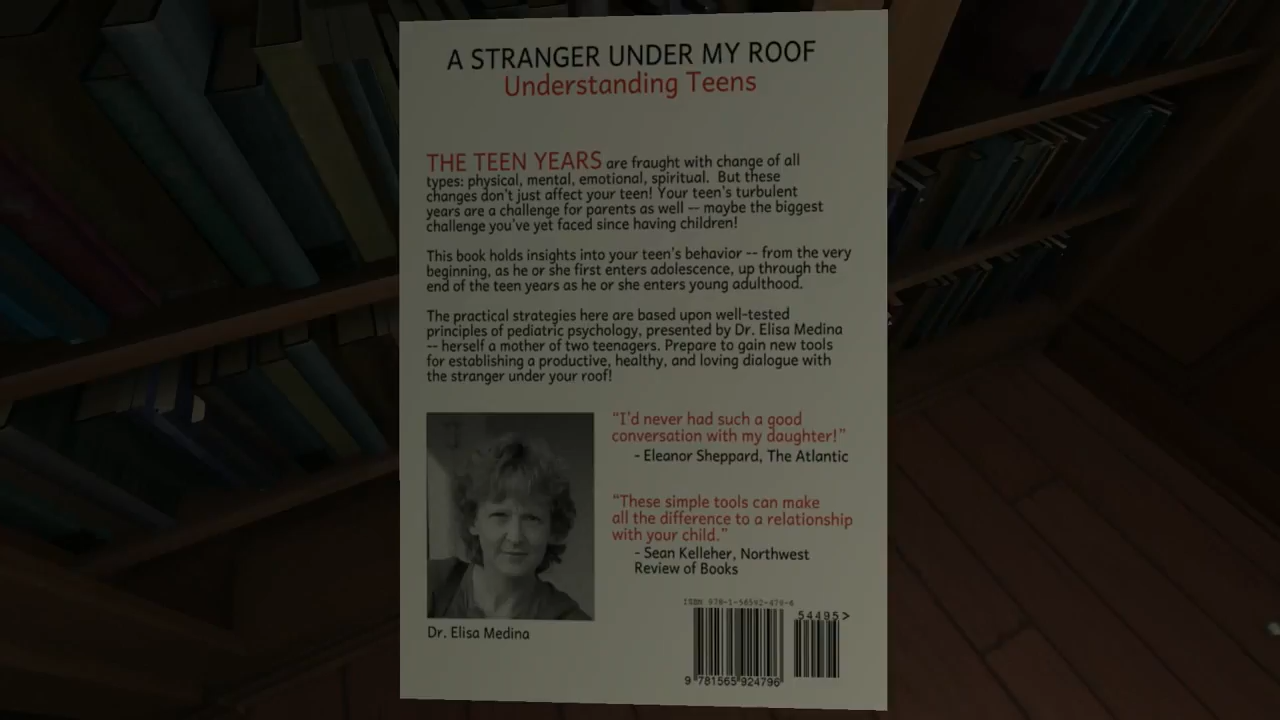 A STRANGER UNDER MY ROOF
Understanding Teens
THE TEEN YEARS are fraught with change of all
types: physical, mental, emotional, spiritual. But these
changes don't just affect your teen! Your teen's turbulent
years are a challenge for parents as well -- maybe the biggest
challenge you've yet faced since having children!
This book holds insights into your teen's behavior -- from the very
beginning, as he or she first enters adolescence, up through the
end of the teen years as he or she enters young adulthood.
The practical strategies here are based upon well-tested
principles of pediatric psychology, presented by Dr. Elisa Medina
-- herself a mother of two teenagers. Prepare to gain new tools
for establishing a productive, healthy, and loving dialogue with
the stranger under your roof!
"I'd never had such a good
conversation with my daughter!"
- Eleanor Sheppard, The Atlantic
"These simple tools can make
all the difference to a relationship
with your child."
- Sean Kelleher, Northwest
Review of Books
Dr. Elisa Medina
ISBN 978-1-56592-479-6
54495>
9 781565 924796